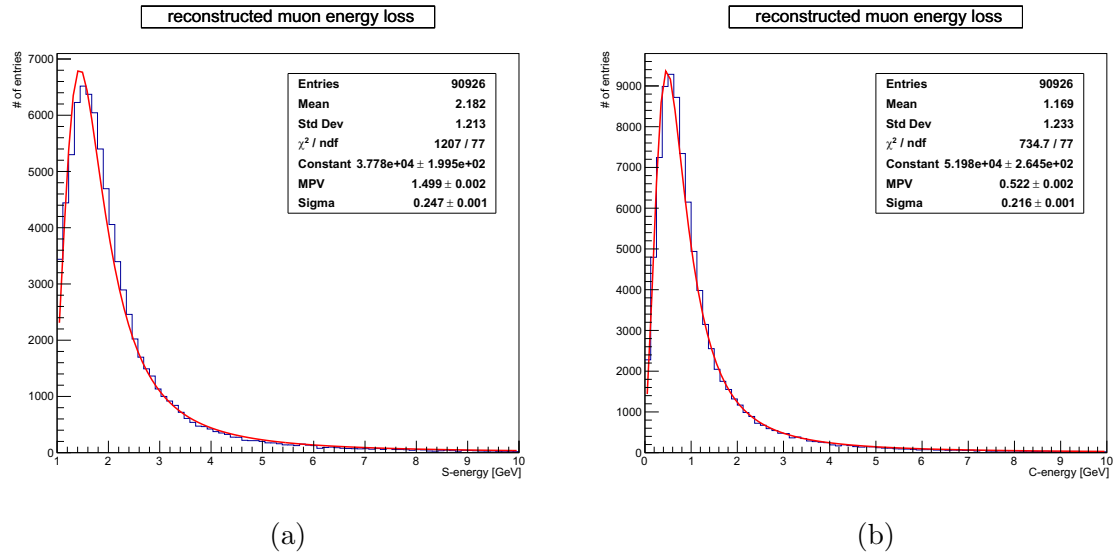 reconstructed muon energy loss
# of entries
7000
6000
5000
4000
3000
2000
1000
0
1 2 3 4 5 6 7 8 9 10
S-energy [GeV]
Entries 90926
Mean 2.182
Std Dev 1.213
χ² / ndf 1207 / 77
Constant 3.778e+04 ± 1.995e+02
MPV 1.499 ± 0.002
Sigma 0.247 ± 0.001
(a)
reconstructed muon energy loss
# of entries
9000
8000
7000
6000
5000
4000
3000
2000
1000
0
0 1 2 3 4 5 6 7 8 9 10
C-energy [GeV]
Entries 90926
Mean 1.169
Std Dev 1.233
χ² / ndf 734.7 / 77
Constant 5.198e+04 ± 2.645e+02
MPV 0.522 ± 0.002
Sigma 0.216 ± 0.001
(b)